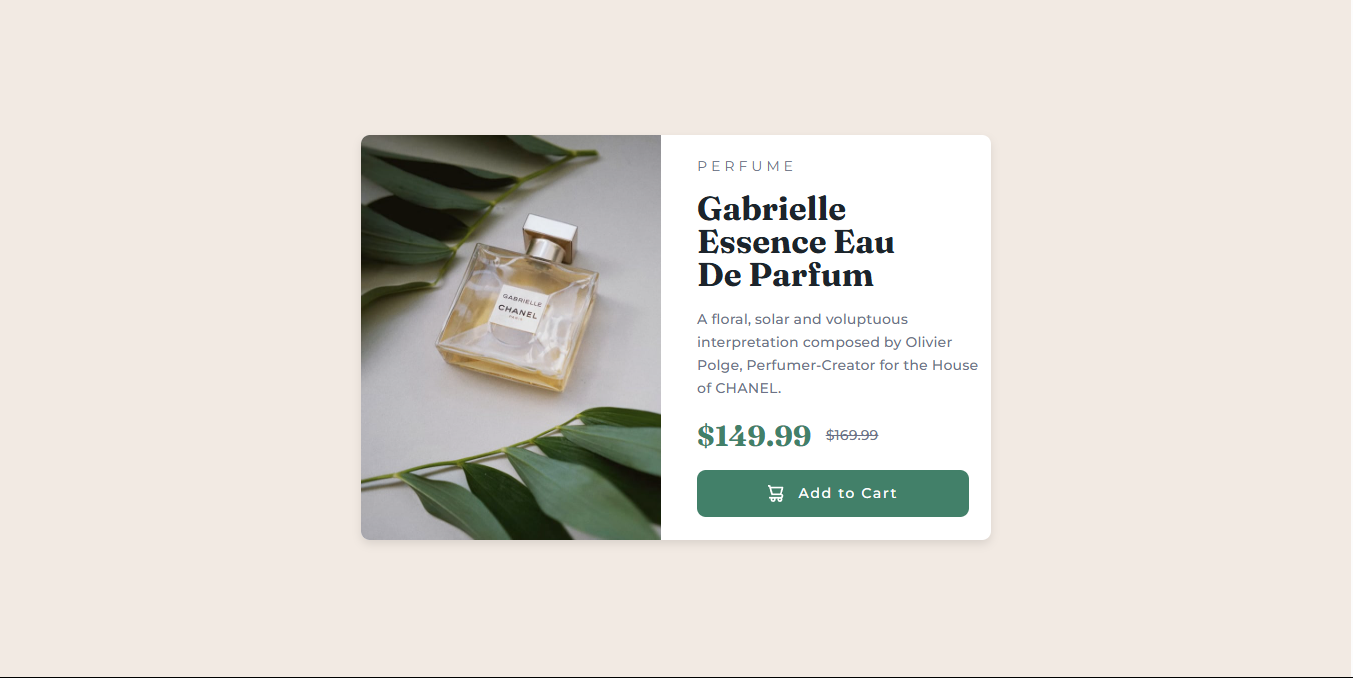 PERFUME
Gabrielle
Essence Eau
De Parfum
A floral, solar and voluptuous
interpretation composed by Olivier
Polge, Perfumer-Creator for the House
of CHANEL.
$149.99 $169.99
Add to Cart
GABRIELLE
CHANEL
PARIS